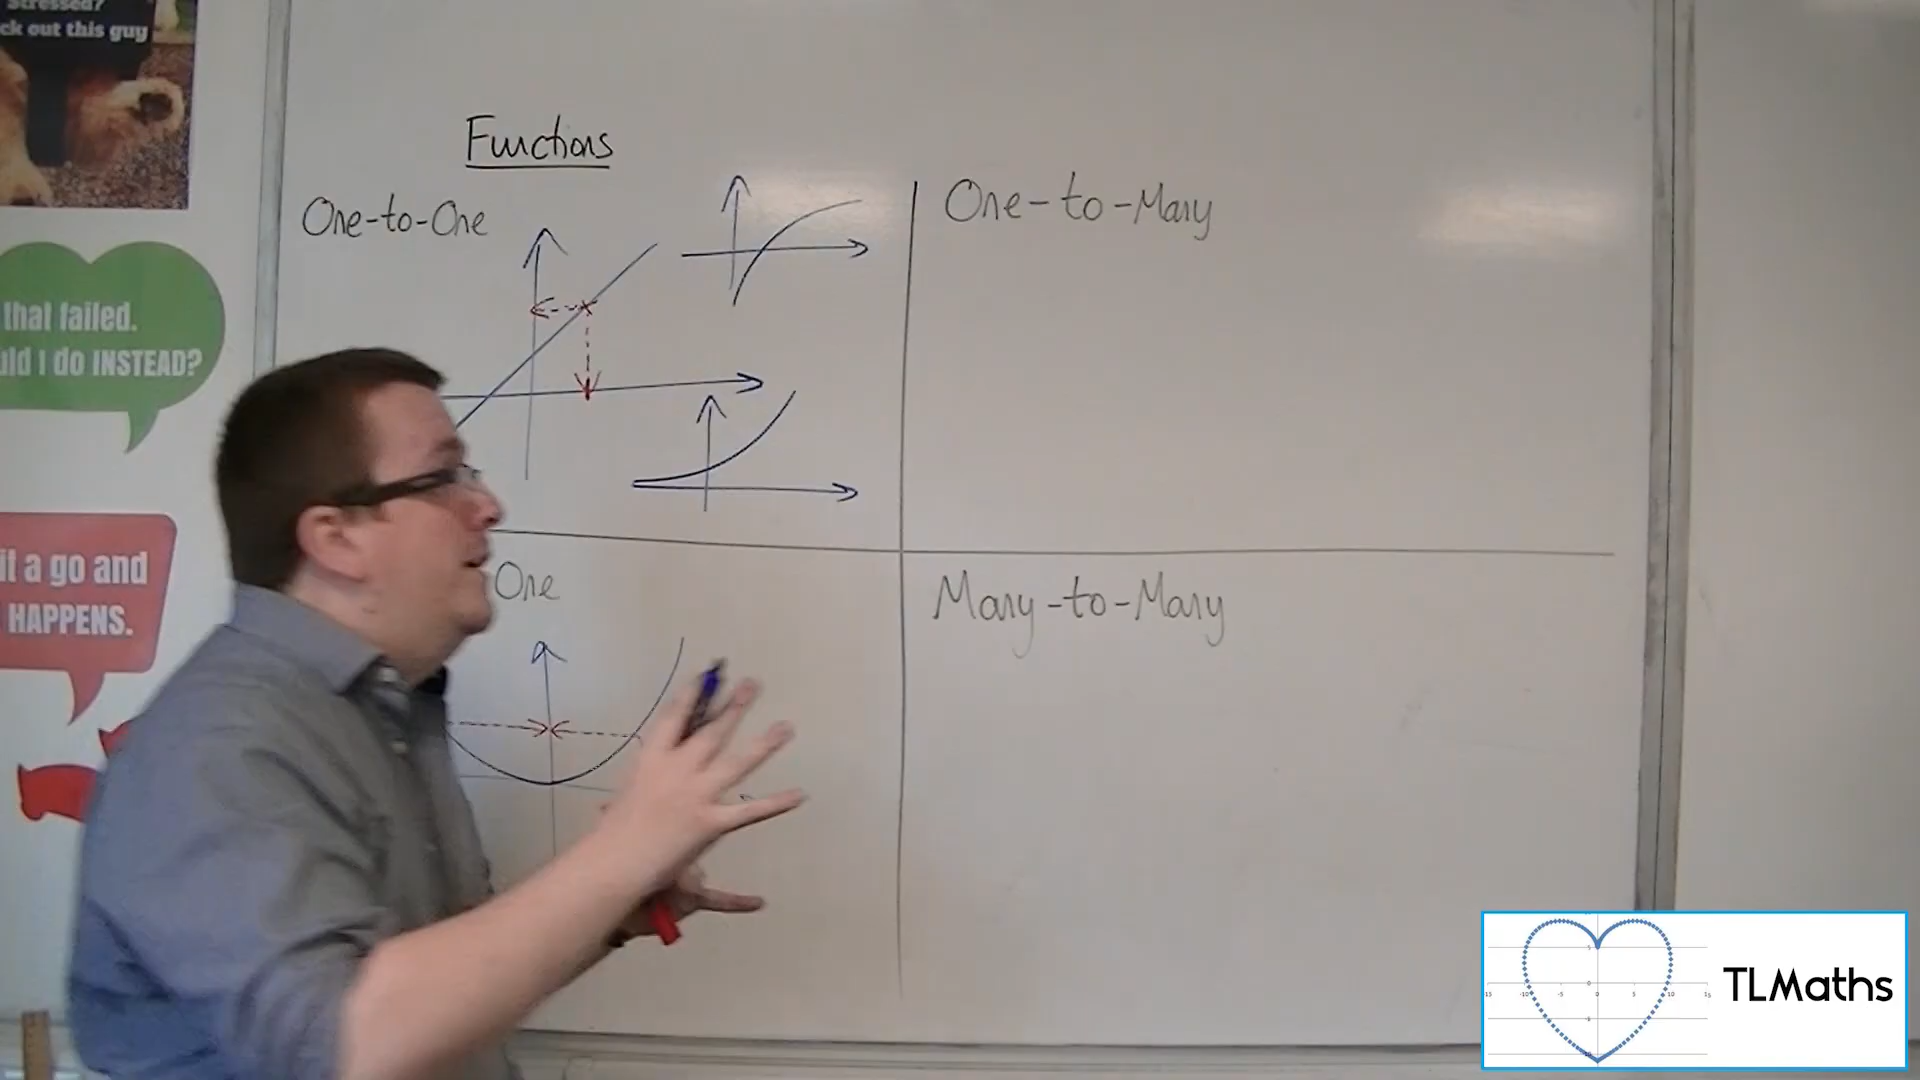 Stressed?
ck out this guy
Functions
One-to-One
One-to-Many
that failed.
uld I do INSTEAD?
it a go and
HAPPENS.
One
Many-to-Many
TLMaths